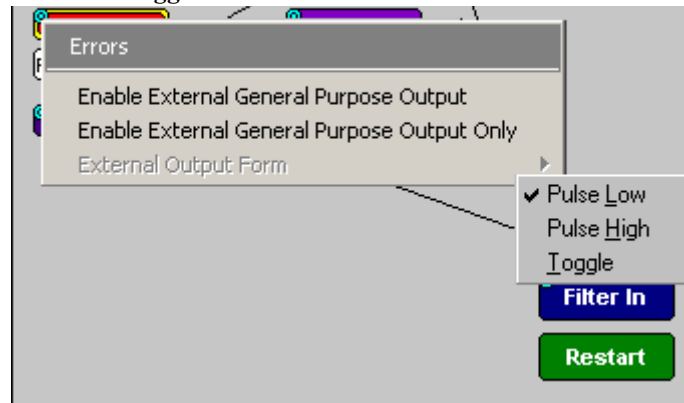 Errors
Enable External General Purpose Output
Enable External General Purpose Output Only
External Output Form
Pulse Low
Pulse High
Toggle
Filter In
Restart